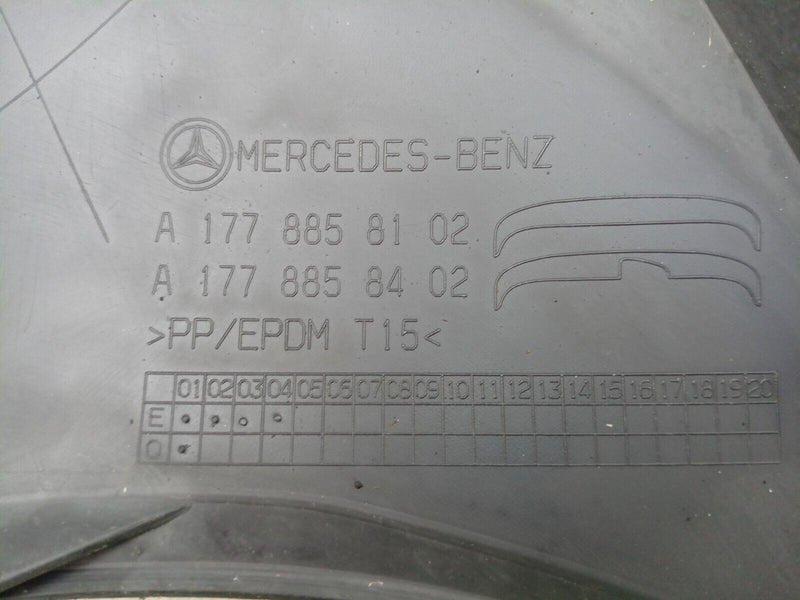 MERCEDES-BENZ
A 177 885 81 02
A 177 885 84 02
>PP/EPDM T15<
01 02 03 04 05 06 07 08 09 10 11 12 13 14 15 16 17 18 19 20
E
Q